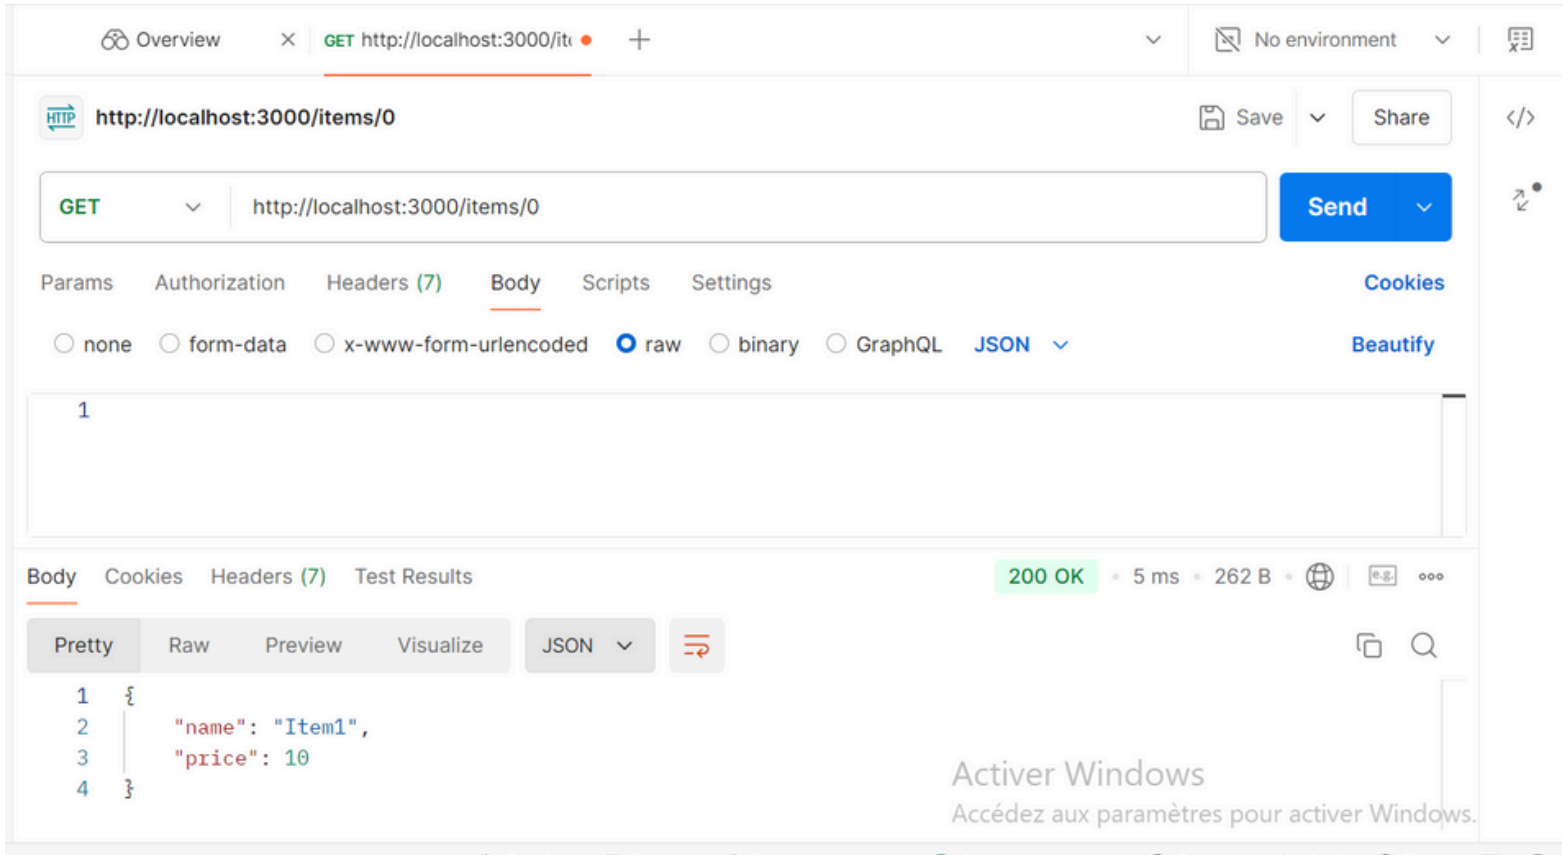 Overview GET http://localhost:3000/it No environment
HTTP http://localhost:3000/items/0 Save Share </>
GET http://localhost:3000/items/0 Send
Params Authorization Headers (7) Body Scripts Settings Cookies
none form-data x-www-form-urlencoded raw binary GraphQL JSON Beautify
1
Body Cookies Headers (7) Test Results 200 OK 5 ms 262 B e.g.
Pretty Raw Preview Visualize JSON
1 {
2 "name": "Item1",
3 "price": 10
4 }
Activer Windows
Accédez aux paramètres pour activer Windows.